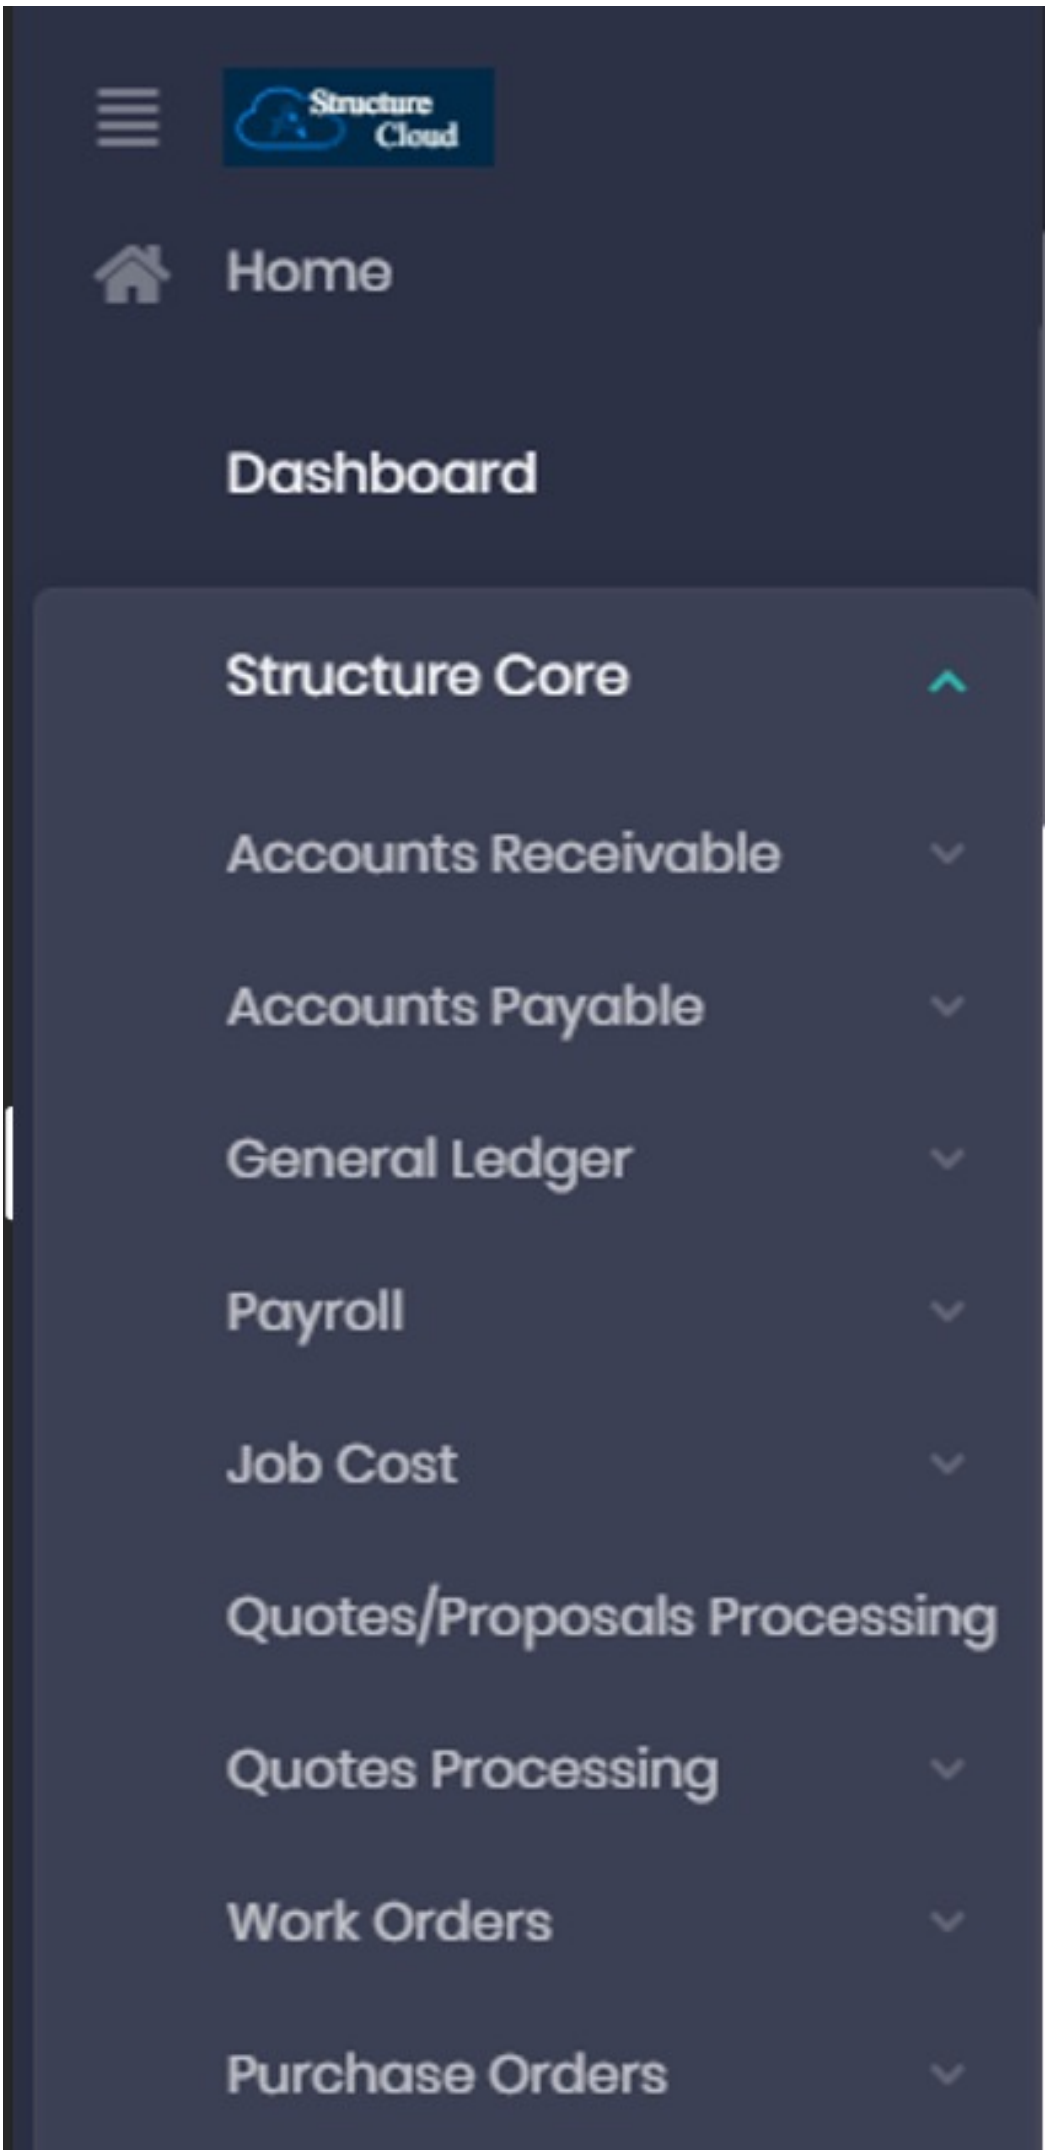 Structure
Cloud
Home
Dashboard
Structure Core
Accounts Receivable
Accounts Payable
General Ledger
Payroll
Job Cost
Quotes/Proposals Processing
Quotes Processing
Work Orders
Purchase Orders